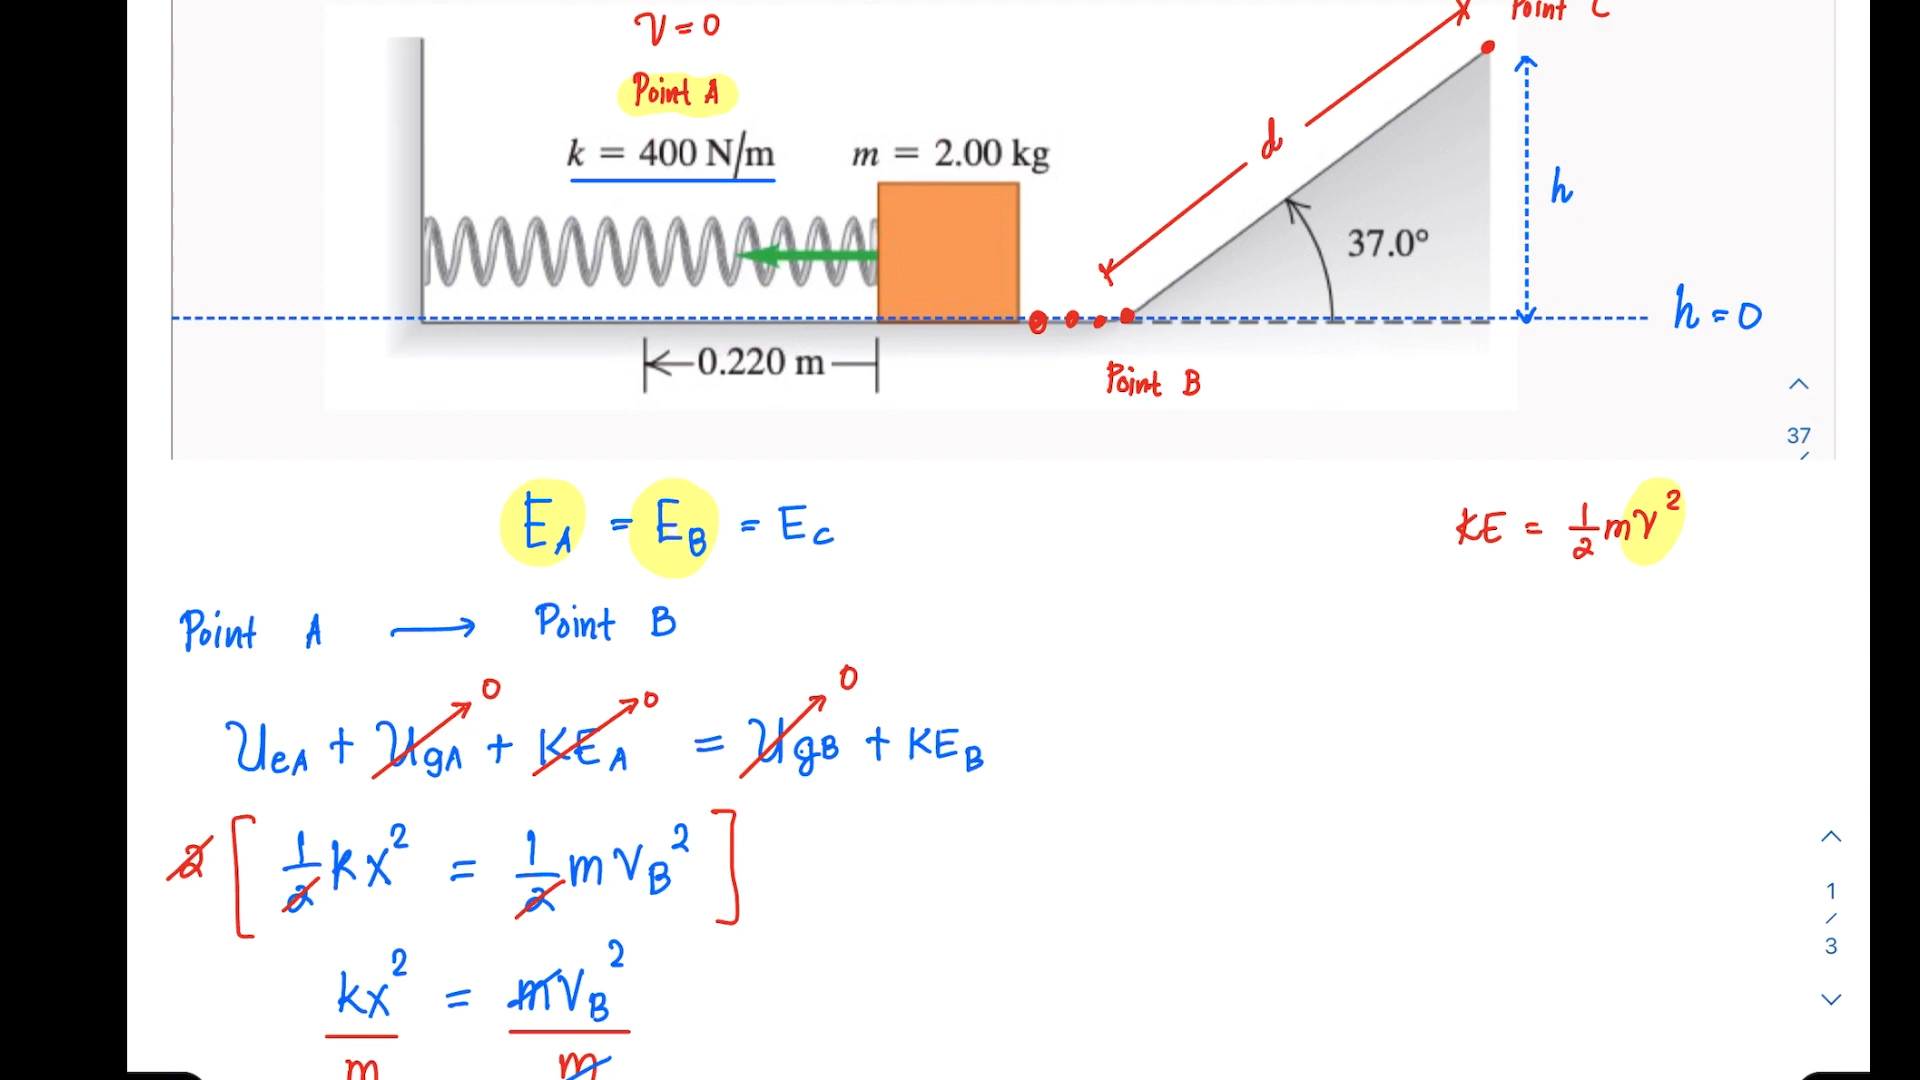 v = 0
Point C
Point A
k = 400 N/m
m = 2.00 kg
d
h
37.0°
h = 0
0.220 m
Point B
37
/
E_A = E_B = E_C
KE = 1/2 mv²
Point A → Point B
U_eA + U_gA 0 + KE_A 0 = U_gB 0 + KE_B
2 [ 1/2 kx² = 1/2 m v_B² ]
kx² / m = m v_B² / m
1
/
3